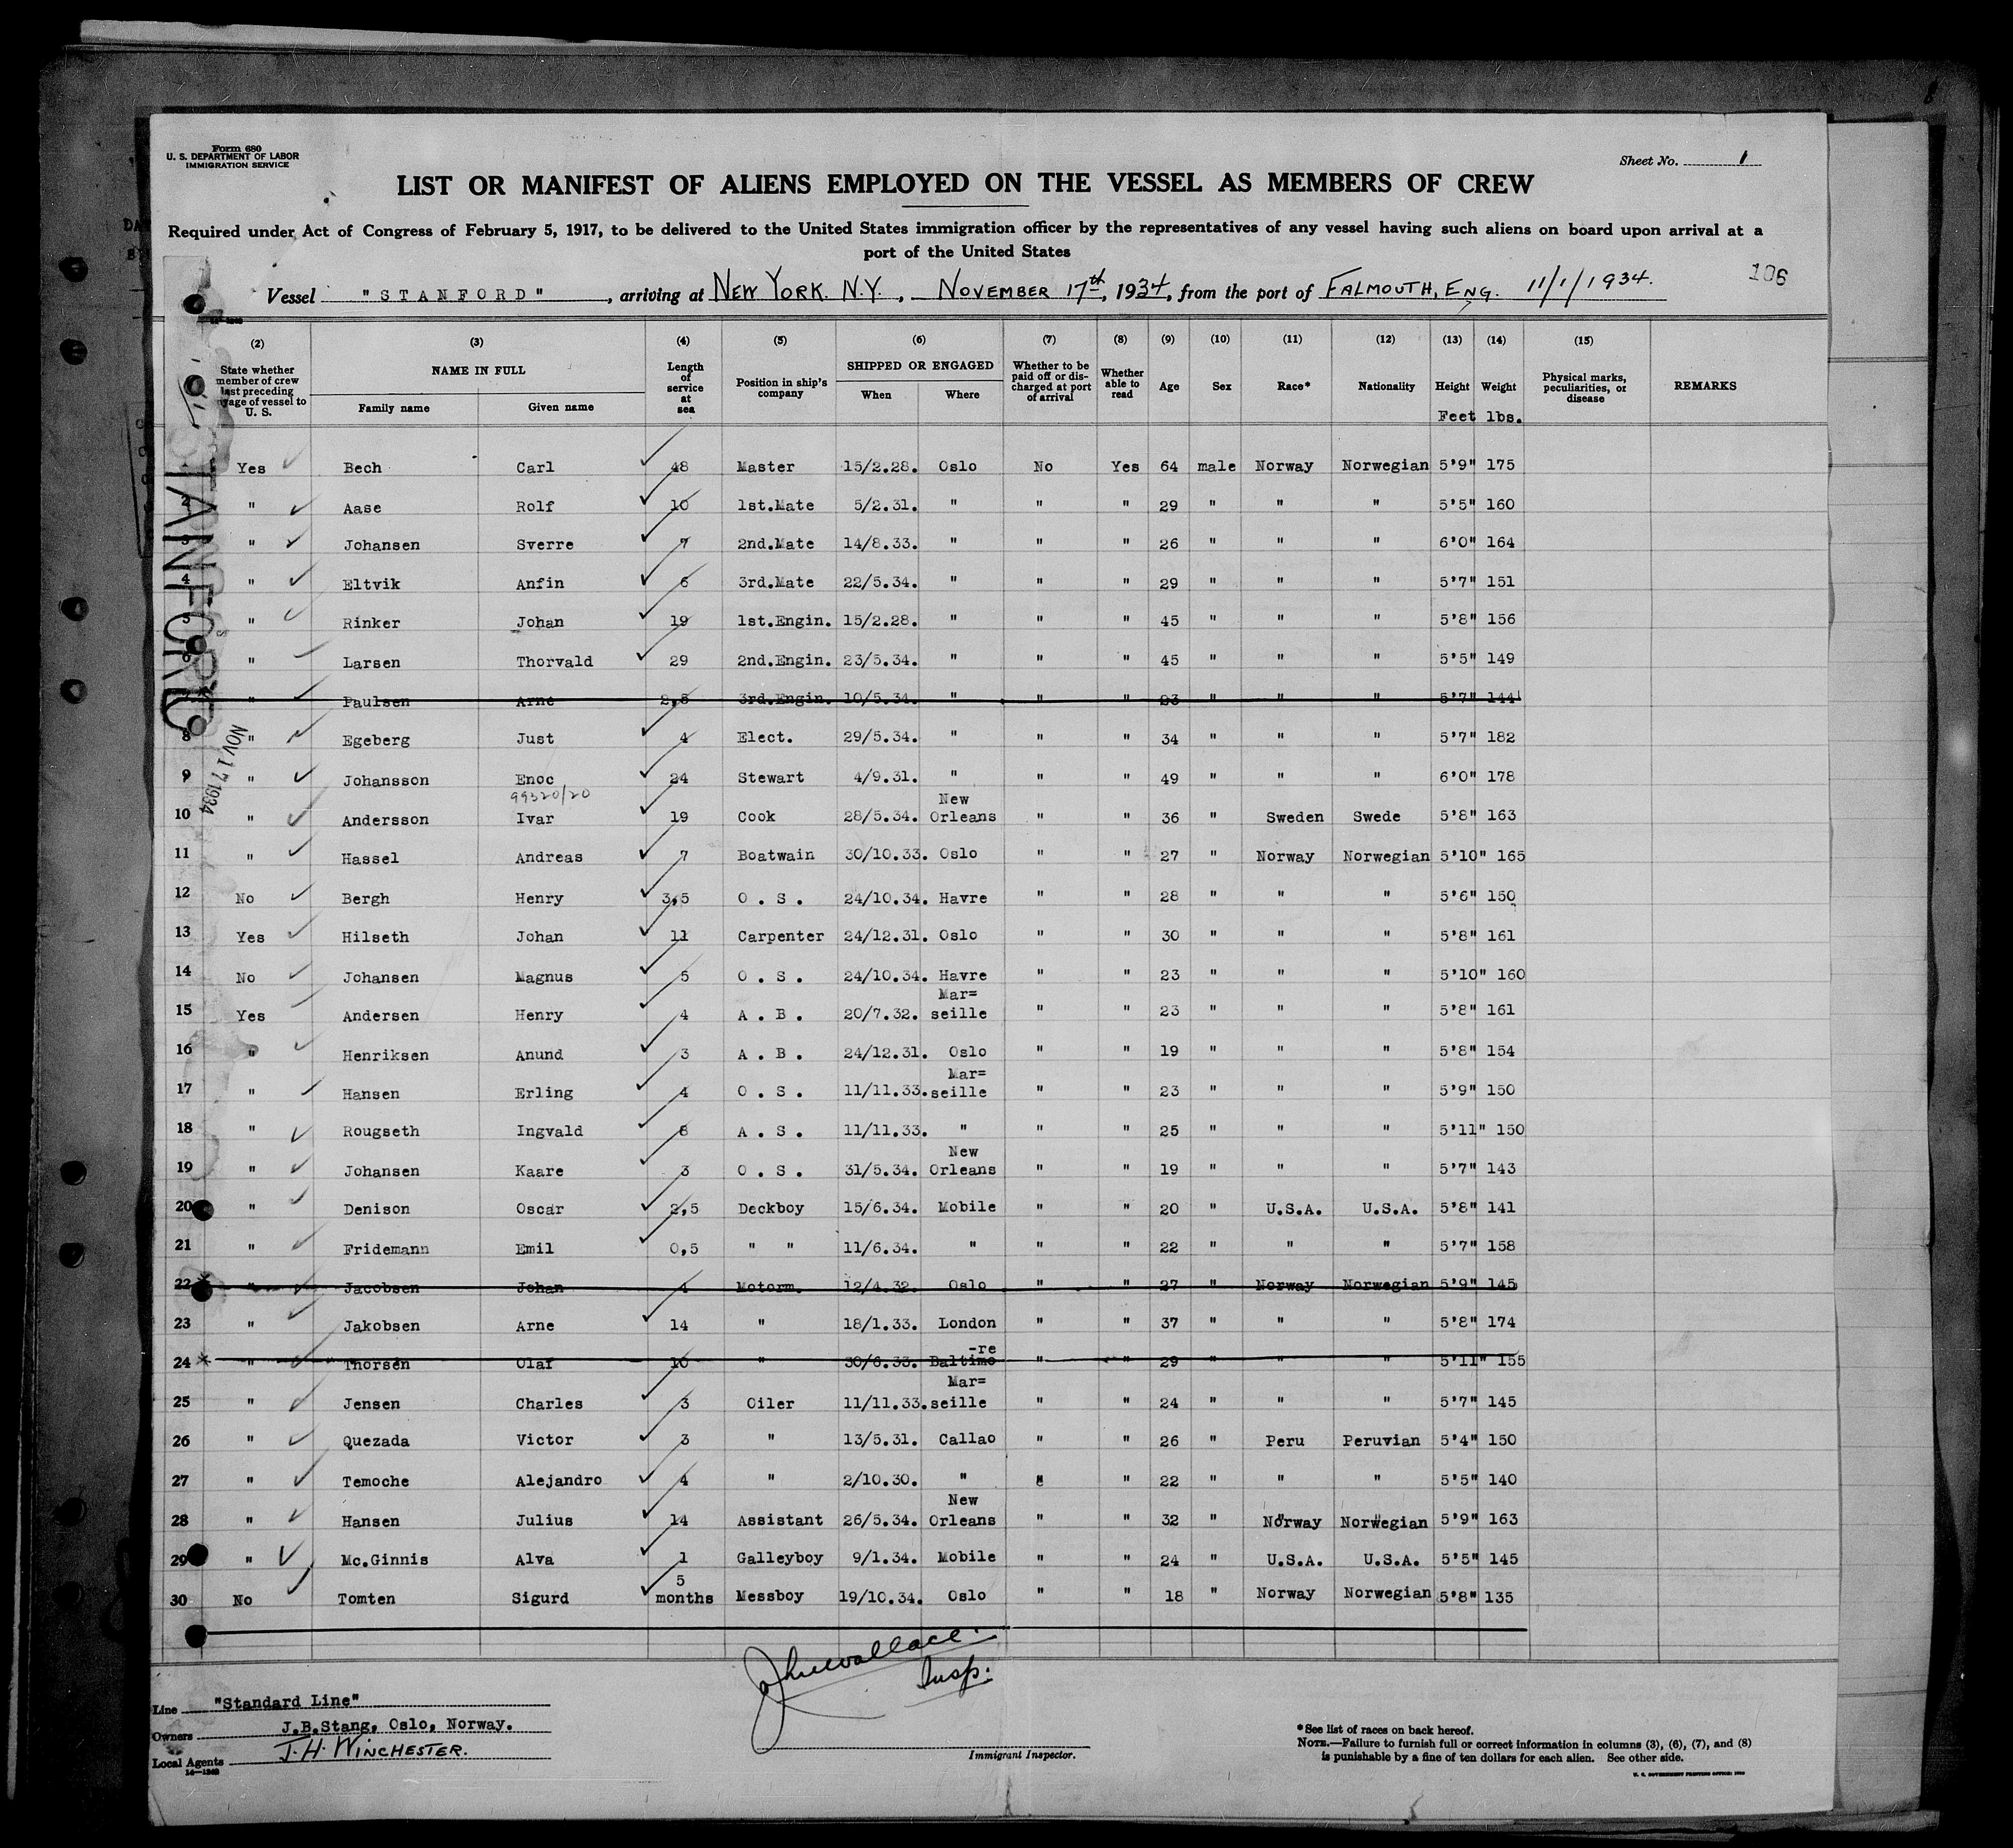 Form 680
U. S. DEPARTMENT OF LABOR
IMMIGRATION SERVICE
Sheet No. 1
LIST OR MANIFEST OF ALIENS EMPLOYED ON THE VESSEL AS MEMBERS OF CREW
Required under Act of Congress of February 5, 1917, to be delivered to the United States immigration officer by the representatives of any vessel having such aliens on board upon arrival at a
port of the United States
106
Vessel "STANFORD", arriving at NEW YORK. N.Y., NOVEMBER 17th, 1934, from the port of FALMOUTH, ENG. 11/1/1934.
(2) (3) (4) (5) (6) (7) (8) (9) (10) (11) (12) (13) (14) (15)
State whether member of crew last preceding yage of vessel to U. S. NAME IN FULL Family name Given name Length of service at sea Position in ship's company SHIPPED OR ENGAGED When Where Whether to be paid off or discharged at port of arrival Whether able to read Age Sex Race* Nationality Height Weight Physical marks, peculiarities, or disease REMARKS
Feet lbs.
Yes Bech Carl 48 Master 15/2.28. Oslo No Yes 64 male Norway Norwegian 5'9" 175
2 " Aase Rolf 10 1st.Mate 5/2.31. " " " 29 " " " 5'5" 160
3 " Johansen Sverre 7 2nd.Mate 14/8.33. " " " 26 " " " 6'0" 164
4 " Eltvik Anfin 6 3rd.Mate 22/5.34. " " " 29 " " " 5'7" 151
5 " Rinker Johan 19 1st.Engin. 15/2.28. " " " 45 " " " 5'8" 156
6 " Larsen Thorvald 29 2nd.Engin. 23/5.34. " " " 45 " " " 5'5" 149
" Paulsen Arne 3rd.Engin. 10/5.34. " " " 23 " " " 5'7" 144
8 " Egeberg Just 4 Elect. 29/5.34. " " " 34 " " " 5'7" 182
9 " Johansson Enoc 24 Stewart 4/9.31. " " " 49 " " " 6'0" 178
99320/20
10 " Andersson Ivar 19 Cook 28/5.34. New Orleans " " 36 " Sweden Swede 5'8" 163
11 " Hassel Andreas 7 Boatwain 30/10.33. Oslo " " 27 " Norway Norwegian 5'10" 165
12 No Bergh Henry 3,5 O . S . 24/10.34. Havre " " 28 " " " 5'6" 150
13 Yes Hilseth Johan 11 Carpenter 24/12.31. Oslo " " 30 " " " 5'8" 161
14 No Johansen Magnus 5 O . S . 24/10.34. Havre " " 23 " " " 5'10" 160
15 Yes Andersen Henry 4 A . B . 20/7.32. Mar= seille " " 23 " " " 5'8" 161
16 " Henriksen Anund 3 A . B . 24/12.31. Oslo " " 19 " " " 5'8" 154
17 " Hansen Erling 4 O . S . 11/11.33. Mar= seille " " 23 " " " 5'9" 150
18 " Rougseth Ingvald 8 A . S . 11/11.33. " " " 25 " " " 5'11" 150
19 " Johansen Kaare 3 O . S . 31/5.34. New Orleans " " 19 " " " 5'7" 143
20 " Denison Oscar 2,5 Deckboy 15/6.34. Mobile " " 20 " U.S.A. U.S.A. 5'8" 141
21 " Fridemann Emil 0,5 " " 11/6.34. " " " 22 " " " 5'7" 158
22 * " Jacobsen Johan 4 Motorm. 12/4.32. Oslo " " 27 " Norway Norwegian 5'9" 145
23 " Jakobsen Arne 14 " 18/1.33. London " " 37 " " " 5'8" 174
24 * " Thorsen Olaf 10 " 30/6.33. Baltimo -re " " 29 " " " 5'11" 155
25 " Jensen Charles 3 Oiler 11/11.33. Mar= seille " " 24 " " " 5'7" 145
26 " Quezada Victor 3 " 13/5.31. Callao " " 26 " Peru Peruvian 5'4" 150
27 " Temoche Alejandro 4 " 2/10.30. " " " 22 " " " 5'5" 140
28 " Hansen Julius 14 Assistant 26/5.34. New Orleans " " 32 " Norway Norwegian 5'9" 163
29 " Mc.Ginnis Alva 1 Galleyboy 9/1.34. Mobile " " 24 " U.S.A. U.S.A. 5'5" 145
30 No Tomten Sigurd 5 months Messboy 19/10.34. Oslo " " 18 " Norway Norwegian 5'8" 135
STANFORD
NOV 17 1934
Jhnwallace.
Insp.
Line "Standard Line"
Owners J.B.Stang, Oslo, Norway.
Local Agents J. H. WINCHESTER.
Immigrant Inspector.
*See list of races on back hereof.
NOTE.—Failure to furnish full or correct information in columns (3), (6), (7), and (8)
is punishable by a fine of ten dollars for each alien. See other side.
U. S. GOVERNMENT PRINTING OFFICE